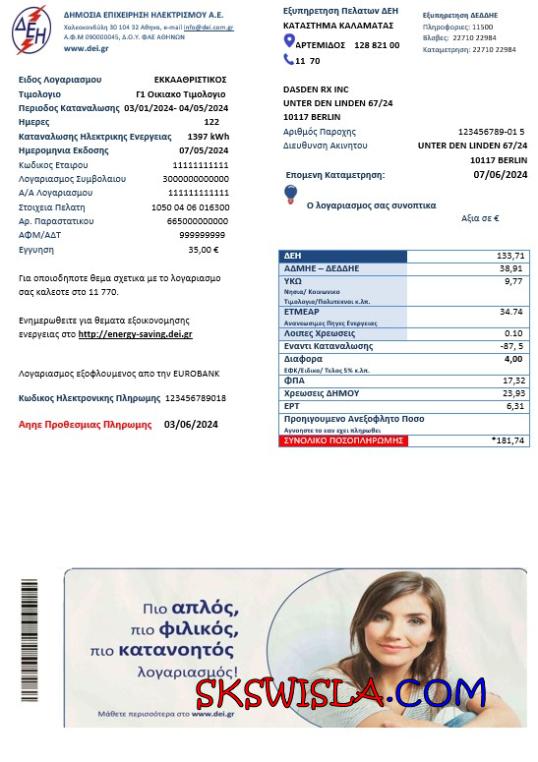 ΔΕΗ
ΔΗΜΟΣΙΑ ΕΠΙΧΕΙΡΗΣΗ ΗΛΕΚΤΡΙΣΜΟΥ Α.Ε.
Χαλκοκονδύλη 30 104 32 Αθηνα, e-mail info@dei.com.gr
Α.Φ.Μ 090000045, Δ.Ο.Υ. ΦΑΕ ΑΘΗΝΩΝ
www.dei.gr
Εξυπηρετηση Πελατων ΔΕΗ
ΚΑΤΑΣΤΗΜΑ ΚΑΛΑΜΑΤΑΣ
ΑΡΤΕΜΙΔΟΣ 128 821 00
11 70
Εξυπηρετηση ΔΕΔΔΗΕ
Πληροφοριες: 11500
Βλαβες: 22710 22984
Καταμετρηση: 22710 22984
Ειδος Λογαριασμου ΕΚΚΑΑΘΡΙΣΤΙΚΟΣ
Τιμολογιο Γ1 Οικιακο Τιμολογιο
Περιοδος Καταναλωσης 03/01/2024- 04/05/2024
Ημερες 122
Καταναλωσης Ηλεκτρικης Ενεργειας 1397 kWh
Ημερομηνια Εκδοσης 07/05/2024
Κωδικος Εταιρου 11111111111
Λογαριασμος Συμβολαιου 3000000000000
Α/Α Λογαριασμου 111111111111
Στοιχεια Πελατη 1050 04 06 016300
Αρ. Παραστατικου 665000000000
ΑΦΜ/ΑΔΤ 999999999
Εγγυηση 35,00 €
DASDEN RX INC
UNTER DEN LINDEN 67/24
10117 BERLIN
Αριθμός Παροχης 123456789-01 5
Διευθυνση Ακινητου UNTER DEN LINDEN 67/24
10117 BERLIN
Επομενη Καταμετρηση: 07/06/2024
Ο λογαριασμος σας συνοπτικα
Αξια σε €
Για οποιοδηποτε θεμα σχετικα με το λογαριασμο
σας καλεστε στο 11 770.
Ενημερωθειτε για θεματα εξοικονομησης
ενεργειας στο http://energy-saving.dei.gr
Λογαριασμος εξοφλουμενος απο την EUROBANK
Κωδικος Ηλεκτρονικης Πληρωμης 123456789018
Αηηε Προθεσμιας Πληρωμης 03/06/2024
ΔΕΗ 133,71
ΑΔΜΗΕ – ΔΕΔΔΗΕ 38,91
ΥΚΩ 9,77
Νησια/ Κοινωνικο
Τιμολογιο/Πολυτεκνοι κ.λπ.
ΕΤΜΕΑΡ 34.74
Ανανεωσιμες Πηγες Ενεργειας
Λοιπες Χρεωσεις 0.10
Εναντι Καταναλωσης -87, 5
Διαφορα 4,00
ΕΦΚ/Ειδικο/ Τελος 5% κ.λπ.
ΦΠΑ 17,32
Χρεωσεις ΔΗΜΟΥ 23,93
ΕΡΤ 6,31
Προηγιουμενο Ανεξοφλητο Ποσο
Αγνοηστε το εαν εχει πληρωθει
ΣΥΝΟΛΙΚΟ ΠΟΣΟΠΛΗΡΩΜΗΣ *181,74
Πιο απλός,
πιο φιλικός,
πιο κατανοητός
λογαριασμός!
Μάθετε περισσότερα στο www.dei.gr
SKSWISLA.COM